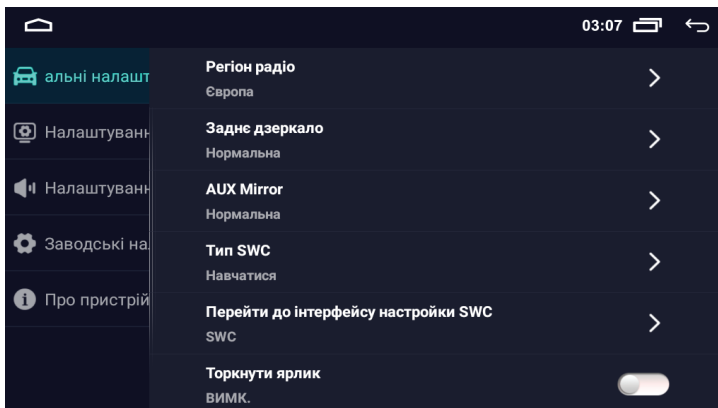 03:07
альні налашт
Налаштуванн
Налаштуванн
Заводські на
Про пристрій
Регіон радіо
Європа
Заднє дзеркало
Нормальна
AUX Mirror
Нормальна
Тип SWC
Навчатися
Перейти до інтерфейсу настройки SWC
SWC
Торкнути ярлик
ВИМК.